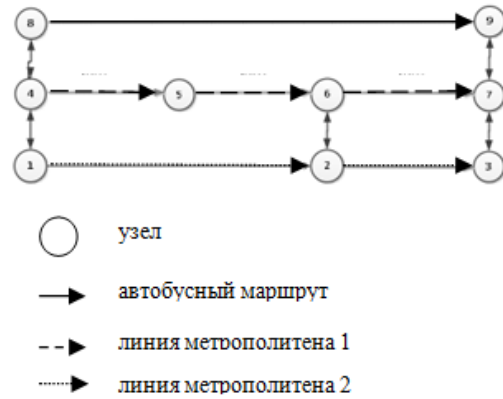 8 9
4 5 6 7
1 2 3
узел
автобусный маршрут
линия метрополитена 1
линия метрополитена 2